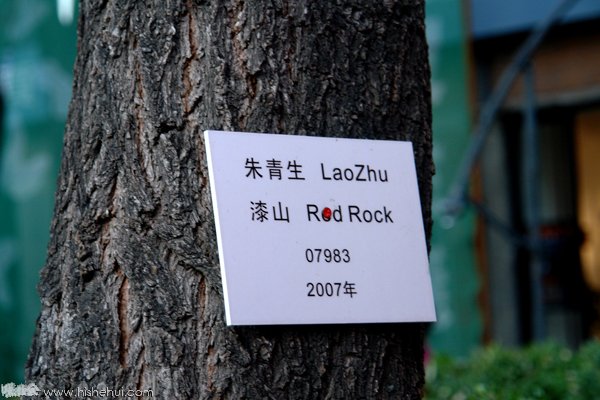 朱青生 LaoZhu
漆山 Red Rock
07983
2007年
www.hishehui.com